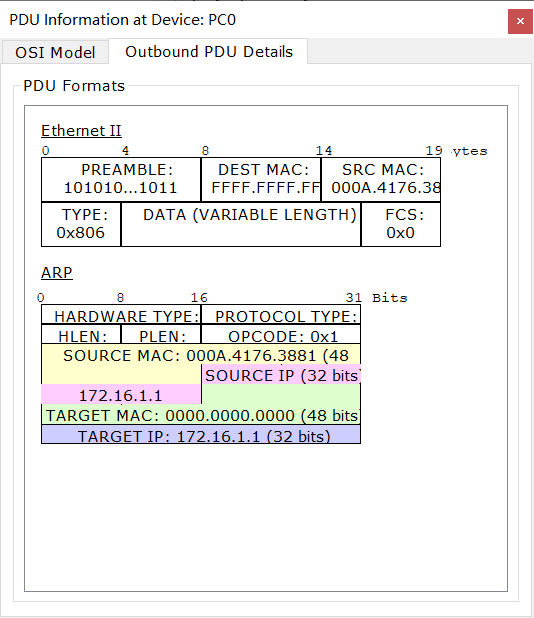 PDU Information at Device: PC0
×
OSI Model
Outbound PDU Details
PDU Formats
Ethernet II
0 4 8 14 19 ytes
PREAMBLE: DEST MAC: SRC MAC:
101010...1011 FFFF.FFFF.FF 000A.4176.38
TYPE: DATA (VARIABLE LENGTH) FCS:
0x806 0x0
ARP
0 8 16 31 Bits
HARDWARE TYPE: PROTOCOL TYPE:
HLEN: PLEN: OPCODE: 0x1
SOURCE MAC: 000A.4176.3881 (48
SOURCE IP (32 bits)
172.16.1.1
TARGET MAC: 0000.0000.0000 (48 bits)
TARGET IP: 172.16.1.1 (32 bits)